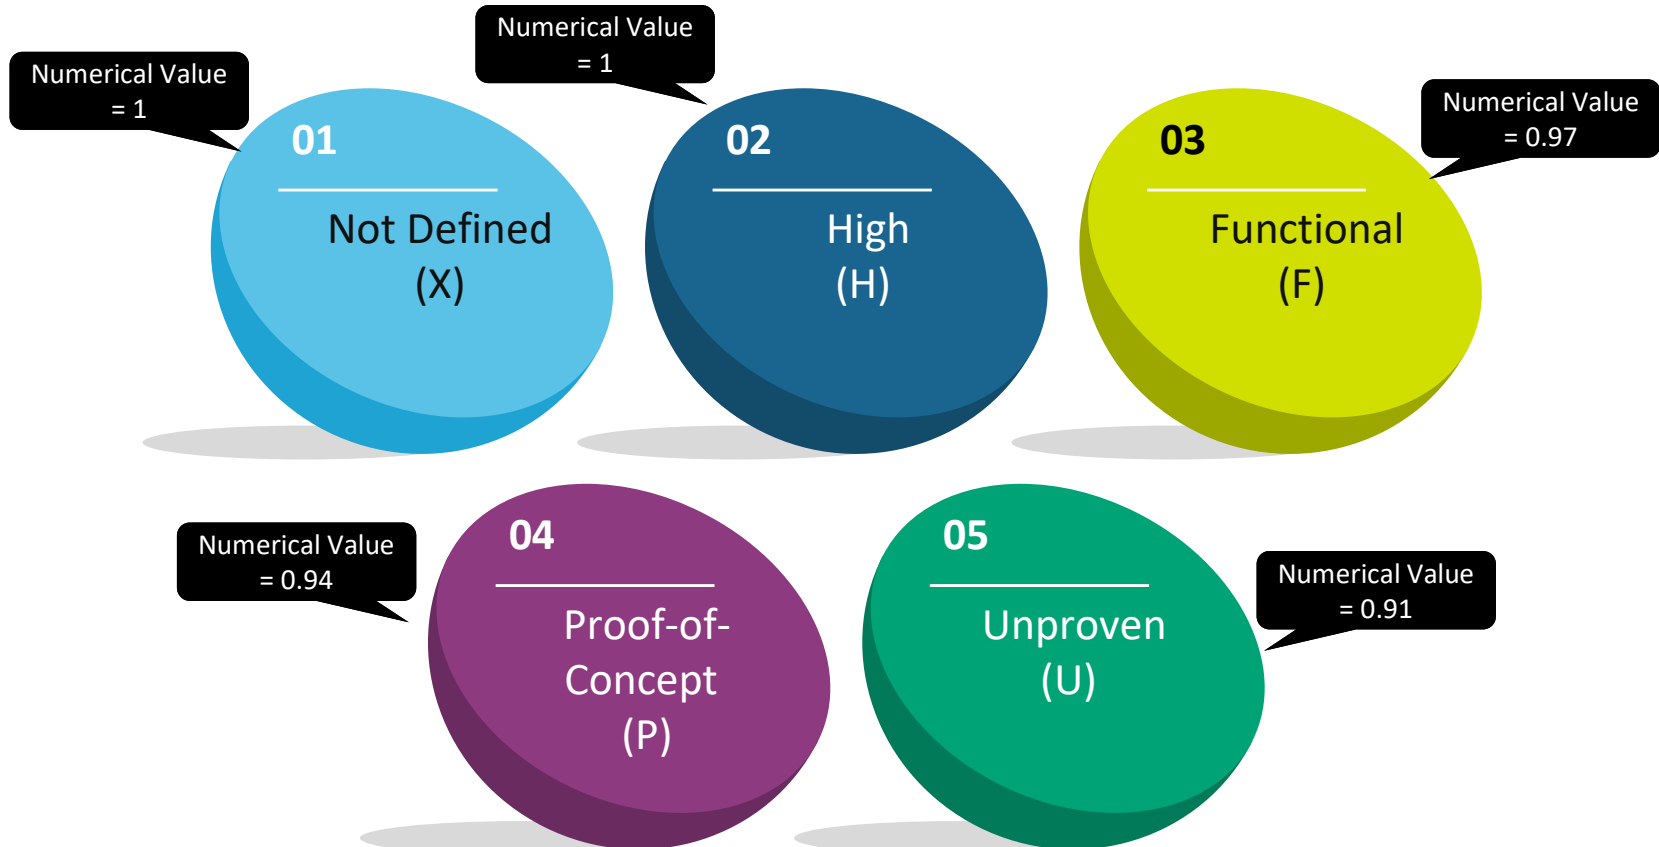 Numerical Value
= 1
01
Not Defined
(X)
Numerical Value
= 1
02
High
(H)
Numerical Value
= 0.97
03
Functional
(F)
Numerical Value
= 0.94
04
Proof-of-
Concept
(P)
Numerical Value
= 0.91
05
Unproven
(U)